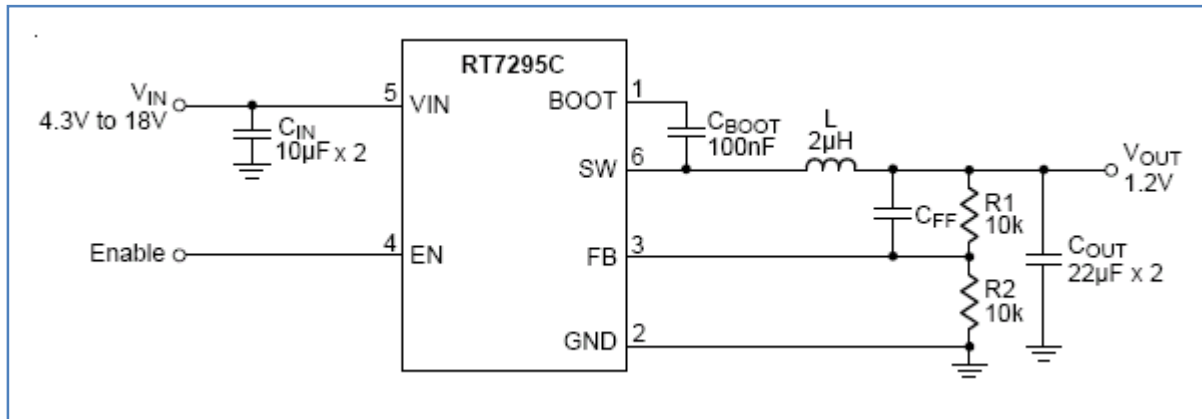 RT7295C
VIN
4.3V to 18V
5
VIN
CIN
10µF x 2
BOOT
1
CBOOT
100nF
L
2µH
SW
6
VOUT
1.2V
CFF
R1
10k
Enable
4
EN
FB
3
COUT
22µF x 2
R2
10k
GND
2